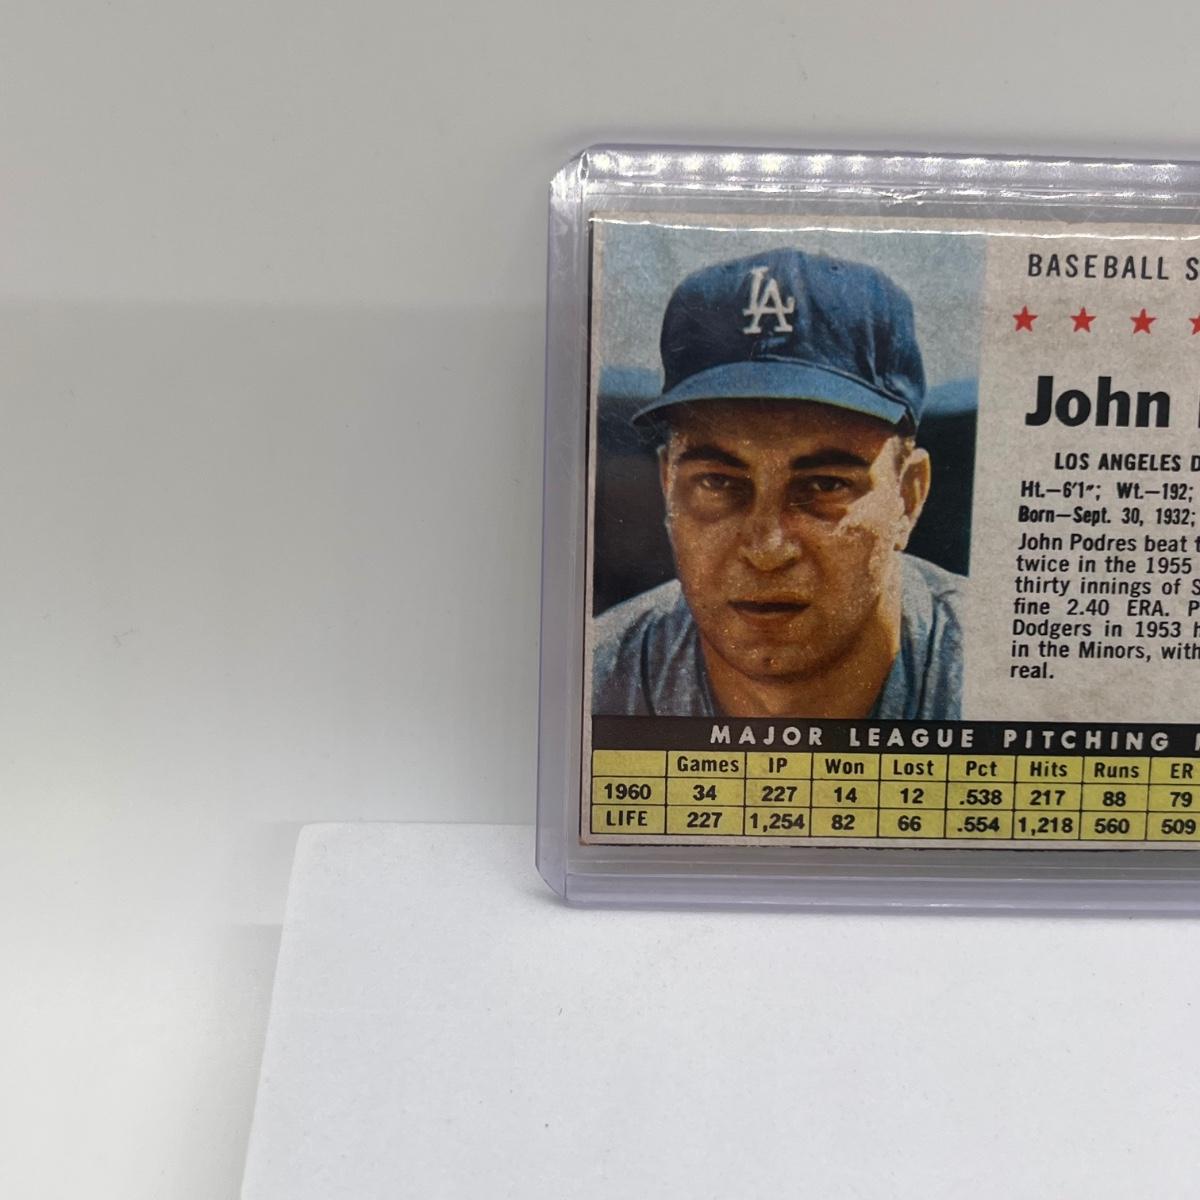 LA
BASEBALL S
John
LOS ANGELES D
Ht.—6'1"; Wt.—192;
Born—Sept. 30, 1932;
John Podres beat t
twice in the 1955
thirty innings of S
fine 2.40 ERA. P
Dodgers in 1953 h
in the Minors, with
real.
MAJOR LEAGUE PITCHING
Games IP Won Lost Pct Hits Runs ER
1960 34 227 14 12 .538 217 88 79
LIFE 227 1,254 82 66 .554 1,218 560 509